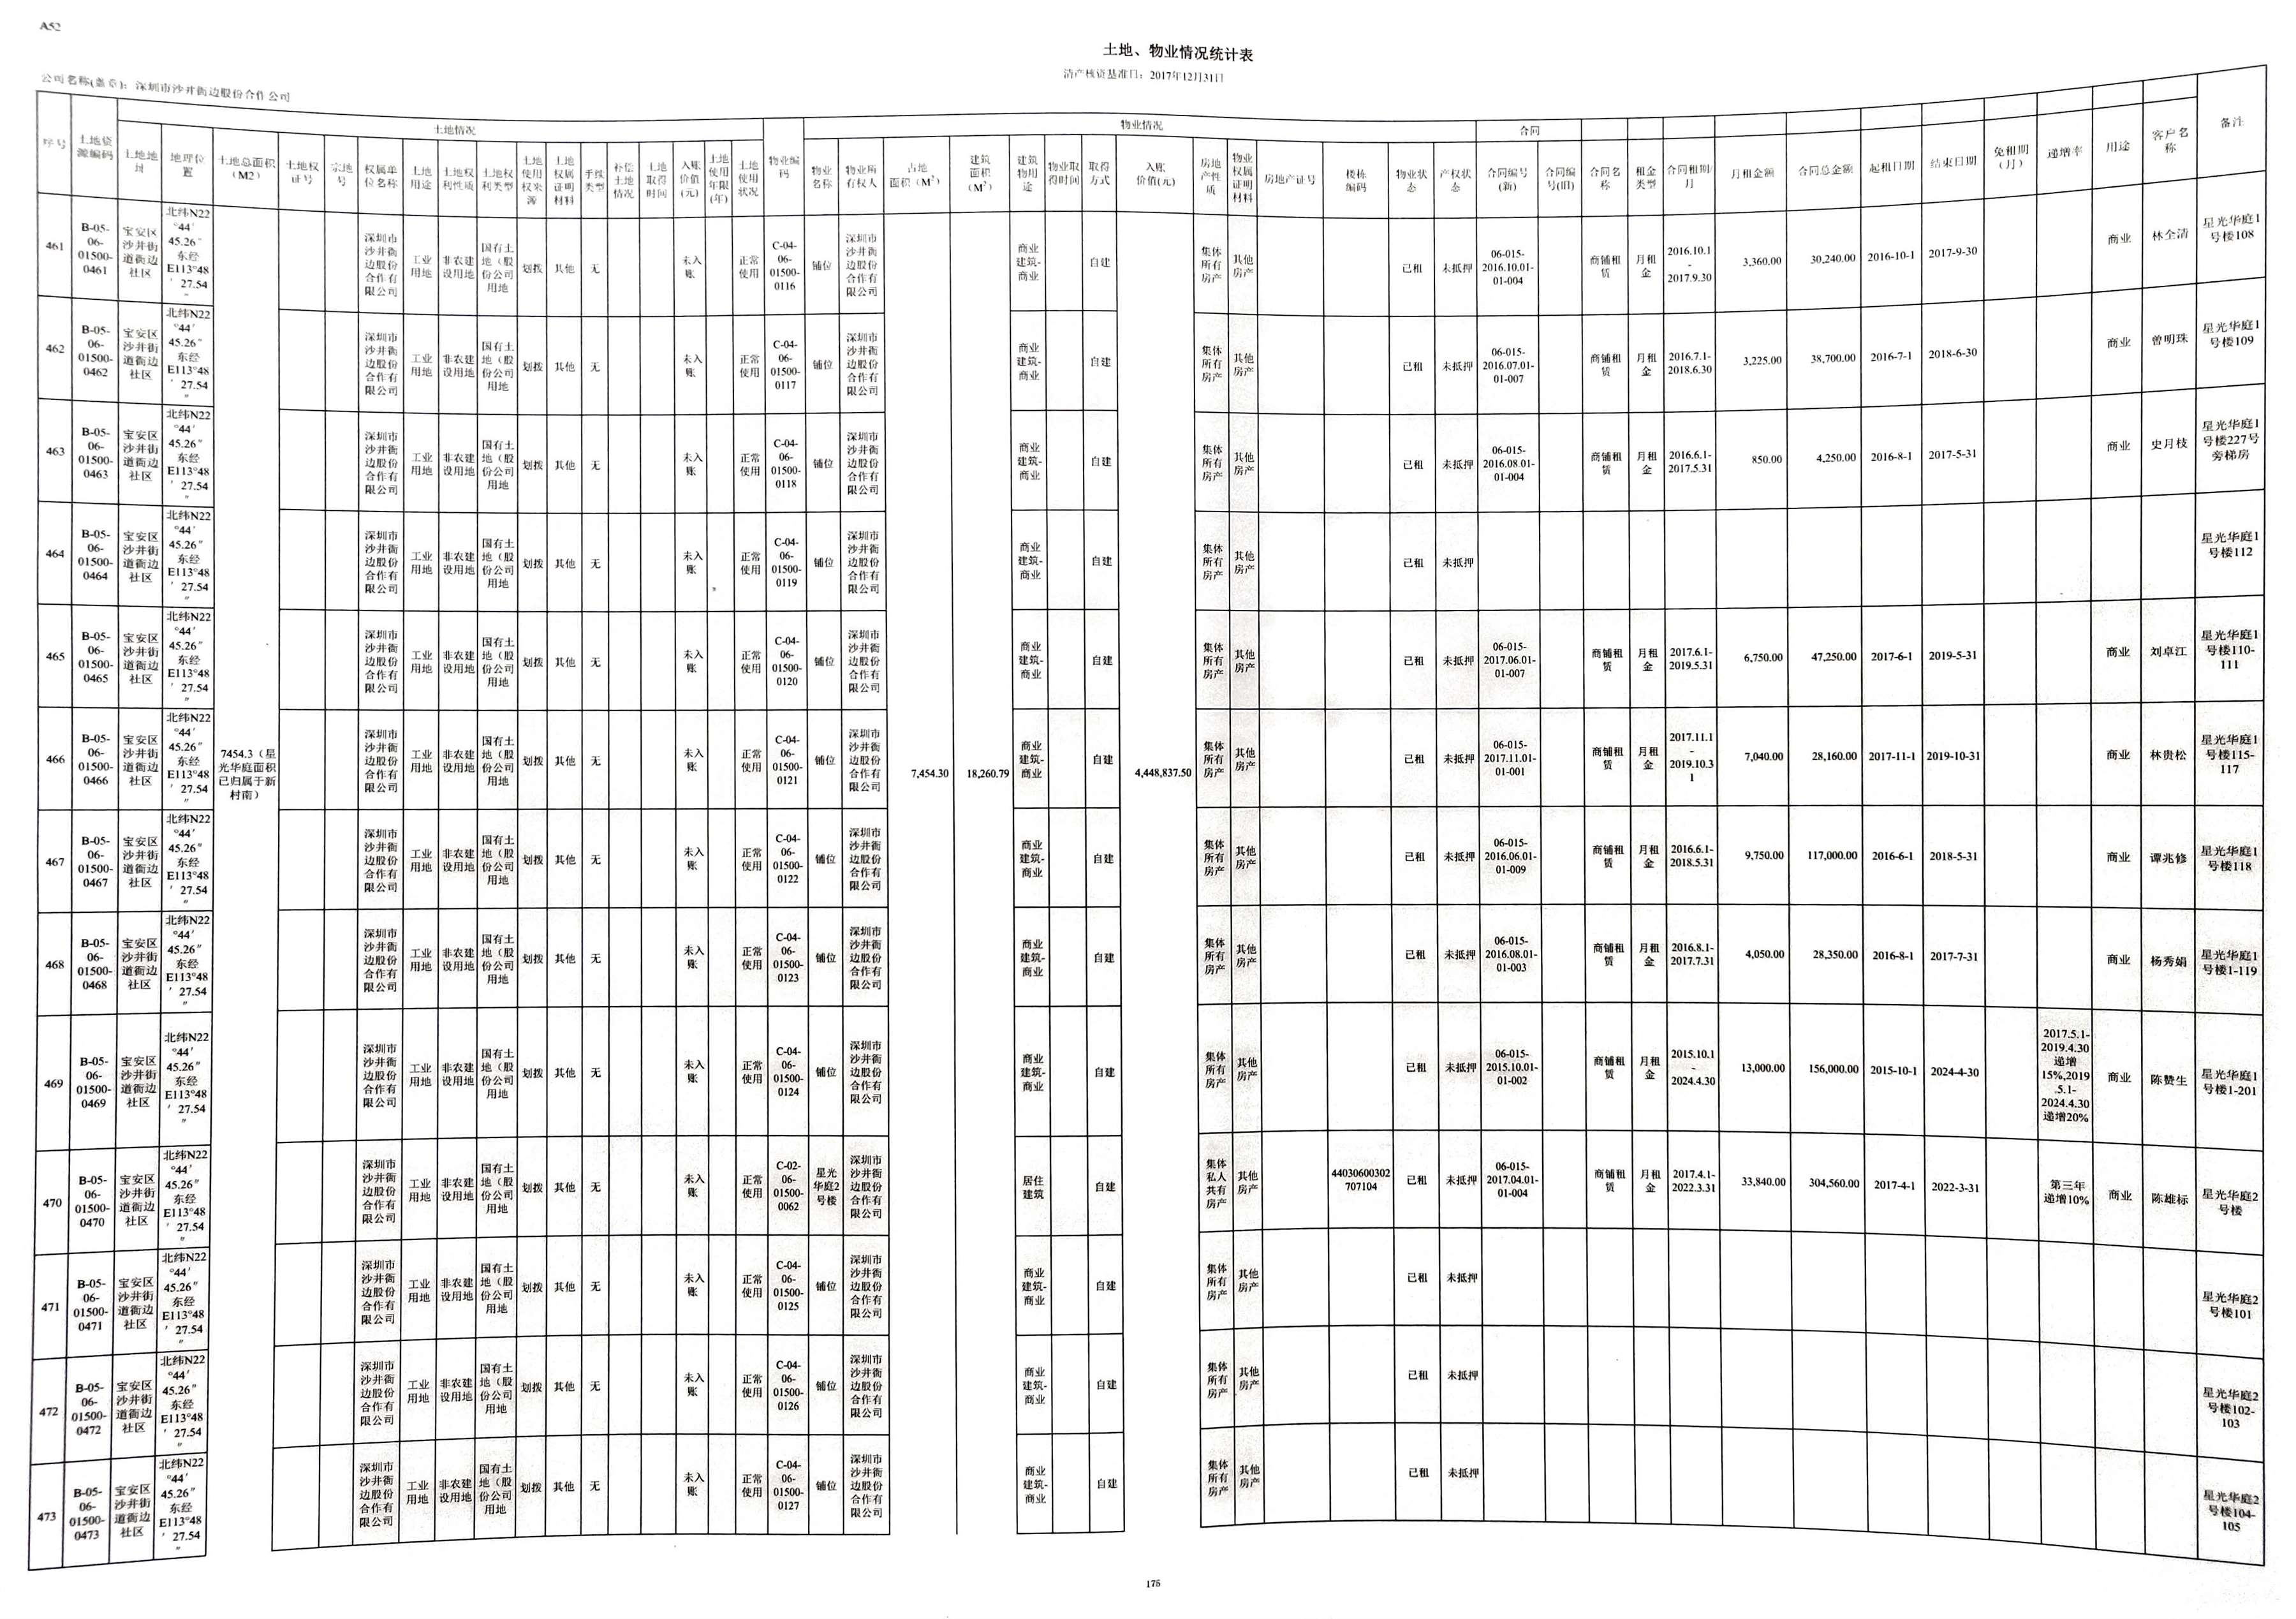 A52
土地、物业情况统计表
清产核资基准日：2017年12月31日
公司名称(盖章)：深圳市沙井衙边股份合作公司
土地情况 物业情况 合同
序号 土地资源编码 土地地址 地理位置 土地总面积（M2） 土地权证号 宗地号 权属单位名称 土地用途 土地权利性质 土地权利类型 土地使用权来源 土地权属证明材料 手续类型 补偿土地情况 土地取得时间 入账价值(元) 土地使用年限(年) 土地使用状况 物业编码 物业名称 物业所有权人 占地面积（M²） 建筑面积（M²） 建筑物用途 物业取得时间 取得方式 入账价值(元) 房地产性质 物业权属证明材料 房地产证号 楼栋编码 物业状态 产权状态 合同编号(新) 合同编号(旧) 合同名称 租金类型 合同租期/月 月租金额 合同总金额 起租日期 结束日期 免租期（月） 递增率 用途 客户名称 备注
461 B-05-06-01500-0461 宝安区沙井街道衙边社区 北纬N22°44′45.26″东经E113°48′27.54″ 深圳市沙井衙边股份合作有限公司 工业用地 非农建设用地 国有土地（股份公司用地 划拨 其他 无 未入账 正常使用 C-04-06-01500-0116 铺位 深圳市沙井衙边股份合作有限公司 商业建筑-商业 自建 集体所有房产 其他房产 已租 未抵押 06-015-2016.10.01-01-004 商铺租赁 月租金 2016.10.1-2017.9.30 3,360.00 30,240.00 2016-10-1 2017-9-30 商业 林全清 星光华庭1号楼108
462 B-05-06-01500-0462 宝安区沙井街道衙边社区 北纬N22°44′45.26″东经E113°48′27.54″ 深圳市沙井衙边股份合作有限公司 工业用地 非农建设用地 国有土地（股份公司用地 划拨 其他 无 未入账 正常使用 C-04-06-01500-0117 铺位 深圳市沙井衙边股份合作有限公司 商业建筑-商业 自建 集体所有房产 其他房产 已租 未抵押 06-015-2016.07.01-01-007 商铺租赁 月租金 2016.7.1-2018.6.30 3,225.00 38,700.00 2016-7-1 2018-6-30 商业 曾明珠 星光华庭1号楼109
463 B-05-06-01500-0463 宝安区沙井街道衙边社区 北纬N22°44′45.26″东经E113°48′27.54″ 深圳市沙井衙边股份合作有限公司 工业用地 非农建设用地 国有土地（股份公司用地 划拨 其他 无 未入账 正常使用 C-04-06-01500-0118 铺位 深圳市沙井衙边股份合作有限公司 商业建筑-商业 自建 集体所有房产 其他房产 已租 未抵押 06-015-2016.08.01-01-004 商铺租赁 月租金 2016.6.1-2017.5.31 850.00 4,250.00 2016-8-1 2017-5-31 商业 史月枝 星光华庭1号楼227号旁梯房
464 B-05-06-01500-0464 宝安区沙井街道衙边社区 北纬N22°44′45.26″东经E113°48′27.54″ 深圳市沙井衙边股份合作有限公司 工业用地 非农建设用地 国有土地（股份公司用地 划拨 其他 无 未入账 正常使用 C-04-06-01500-0119 铺位 深圳市沙井衙边股份合作有限公司 商业建筑-商业 自建 集体所有房产 其他房产 已租 未抵押 星光华庭1号楼112
465 B-05-06-01500-0465 宝安区沙井街道衙边社区 北纬N22°44′45.26″东经E113°48′27.54″ 深圳市沙井衙边股份合作有限公司 工业用地 非农建设用地 国有土地（股份公司用地 划拨 其他 无 未入账 正常使用 C-04-06-01500-0120 铺位 深圳市沙井衙边股份合作有限公司 商业建筑-商业 自建 集体所有房产 其他房产 已租 未抵押 06-015-2017.06.01-01-007 商铺租赁 月租金 2017.6.1-2019.5.31 6,750.00 47,250.00 2017-6-1 2019-5-31 商业 刘卓江 星光华庭1号楼110-111
466 B-05-06-01500-0466 宝安区沙井街道衙边社区 北纬N22°44′45.26″东经E113°48′27.54″ 7454.3（星光华庭面积已归属于新村南） 深圳市沙井衙边股份合作有限公司 工业用地 非农建设用地 国有土地（股份公司用地 划拨 其他 无 未入账 正常使用 C-04-06-01500-0121 铺位 深圳市沙井衙边股份合作有限公司 7,454.30 18,260.79 商业建筑-商业 自建 4,448,837.50 集体所有房产 其他房产 已租 未抵押 06-015-2017.11.01-01-001 商铺租赁 月租金 2017.11.1-2019.10.31 7,040.00 28,160.00 2017-11-1 2019-10-31 商业 林贵松 星光华庭1号楼115-117
467 B-05-06-01500-0467 宝安区沙井街道衙边社区 北纬N22°44′45.26″东经E113°48′27.54″ 深圳市沙井衙边股份合作有限公司 工业用地 非农建设用地 国有土地（股份公司用地 划拨 其他 无 未入账 正常使用 C-04-06-01500-0122 铺位 深圳市沙井衙边股份合作有限公司 商业建筑-商业 自建 集体所有房产 其他房产 已租 未抵押 06-015-2016.06.01-01-009 商铺租赁 月租金 2016.6.1-2018.5.31 9,750.00 117,000.00 2016-6-1 2018-5-31 商业 谭兆修 星光华庭1号楼118
468 B-05-06-01500-0468 宝安区沙井街道衙边社区 北纬N22°44′45.26″东经E113°48′27.54″ 深圳市沙井衙边股份合作有限公司 工业用地 非农建设用地 国有土地（股份公司用地 划拨 其他 无 未入账 正常使用 C-04-06-01500-0123 铺位 深圳市沙井衙边股份合作有限公司 商业建筑-商业 自建 集体所有房产 其他房产 已租 未抵押 06-015-2016.08.01-01-003 商铺租赁 月租金 2016.8.1-2017.7.31 4,050.00 28,350.00 2016-8-1 2017-7-31 商业 杨秀娟 星光华庭1号楼1-119
469 B-05-06-01500-0469 宝安区沙井街道衙边社区 北纬N22°44′45.26″东经E113°48′27.54″ 深圳市沙井衙边股份合作有限公司 工业用地 非农建设用地 国有土地（股份公司用地 划拨 其他 无 未入账 正常使用 C-04-06-01500-0124 铺位 深圳市沙井衙边股份合作有限公司 商业建筑-商业 自建 集体所有房产 其他房产 已租 未抵押 06-015-2015.10.01-01-002 商铺租赁 月租金 2015.10.1-2024.4.30 13,000.00 156,000.00 2015-10-1 2024-4-30 2017.5.1-2019.4.30递增15%,2019.5.1-2024.4.30递增20% 商业 陈赞生 星光华庭1号楼1-201
470 B-05-06-01500-0470 宝安区沙井街道衙边社区 北纬N22°44′45.26″东经E113°48′27.54″ 深圳市沙井衙边股份合作有限公司 工业用地 非农建设用地 国有土地（股份公司用地 划拨 其他 无 未入账 正常使用 C-02-06-01500-0062 星光华庭2号楼 深圳市沙井衙边股份合作有限公司 居住建筑 自建 集体私人共有房产 其他房产 44030600302707104 已租 未抵押 06-015-2017.04.01-01-004 商铺租赁 月租金 2017.4.1-2022.3.31 33,840.00 304,560.00 2017-4-1 2022-3-31 第三年递增10% 商业 陈雄标 星光华庭2号楼
471 B-05-06-01500-0471 宝安区沙井街道衙边社区 北纬N22°44′45.26″东经E113°48′27.54″ 深圳市沙井衙边股份合作有限公司 工业用地 非农建设用地 国有土地（股份公司用地 划拨 其他 无 未入账 正常使用 C-04-06-01500-0125 铺位 深圳市沙井衙边股份合作有限公司 商业建筑-商业 自建 集体所有房产 其他房产 已租 未抵押 星光华庭2号楼101
472 B-05-06-01500-0472 宝安区沙井街道衙边社区 北纬N22°44′45.26″东经E113°48′27.54″ 深圳市沙井衙边股份合作有限公司 工业用地 非农建设用地 国有土地（股份公司用地 划拨 其他 无 未入账 正常使用 C-04-06-01500-0126 铺位 深圳市沙井衙边股份合作有限公司 商业建筑-商业 自建 集体所有房产 其他房产 已租 未抵押 星光华庭2号楼102-103
473 B-05-06-01500-0473 宝安区沙井街道衙边社区 北纬N22°44′45.26″东经E113°48′27.54″ 深圳市沙井衙边股份合作有限公司 工业用地 非农建设用地 国有土地（股份公司用地 划拨 其他 无 未入账 正常使用 C-04-06-01500-0127 铺位 深圳市沙井衙边股份合作有限公司 商业建筑-商业 自建 集体所有房产 其他房产 已租 未抵押 星光华庭2号楼104-105
175